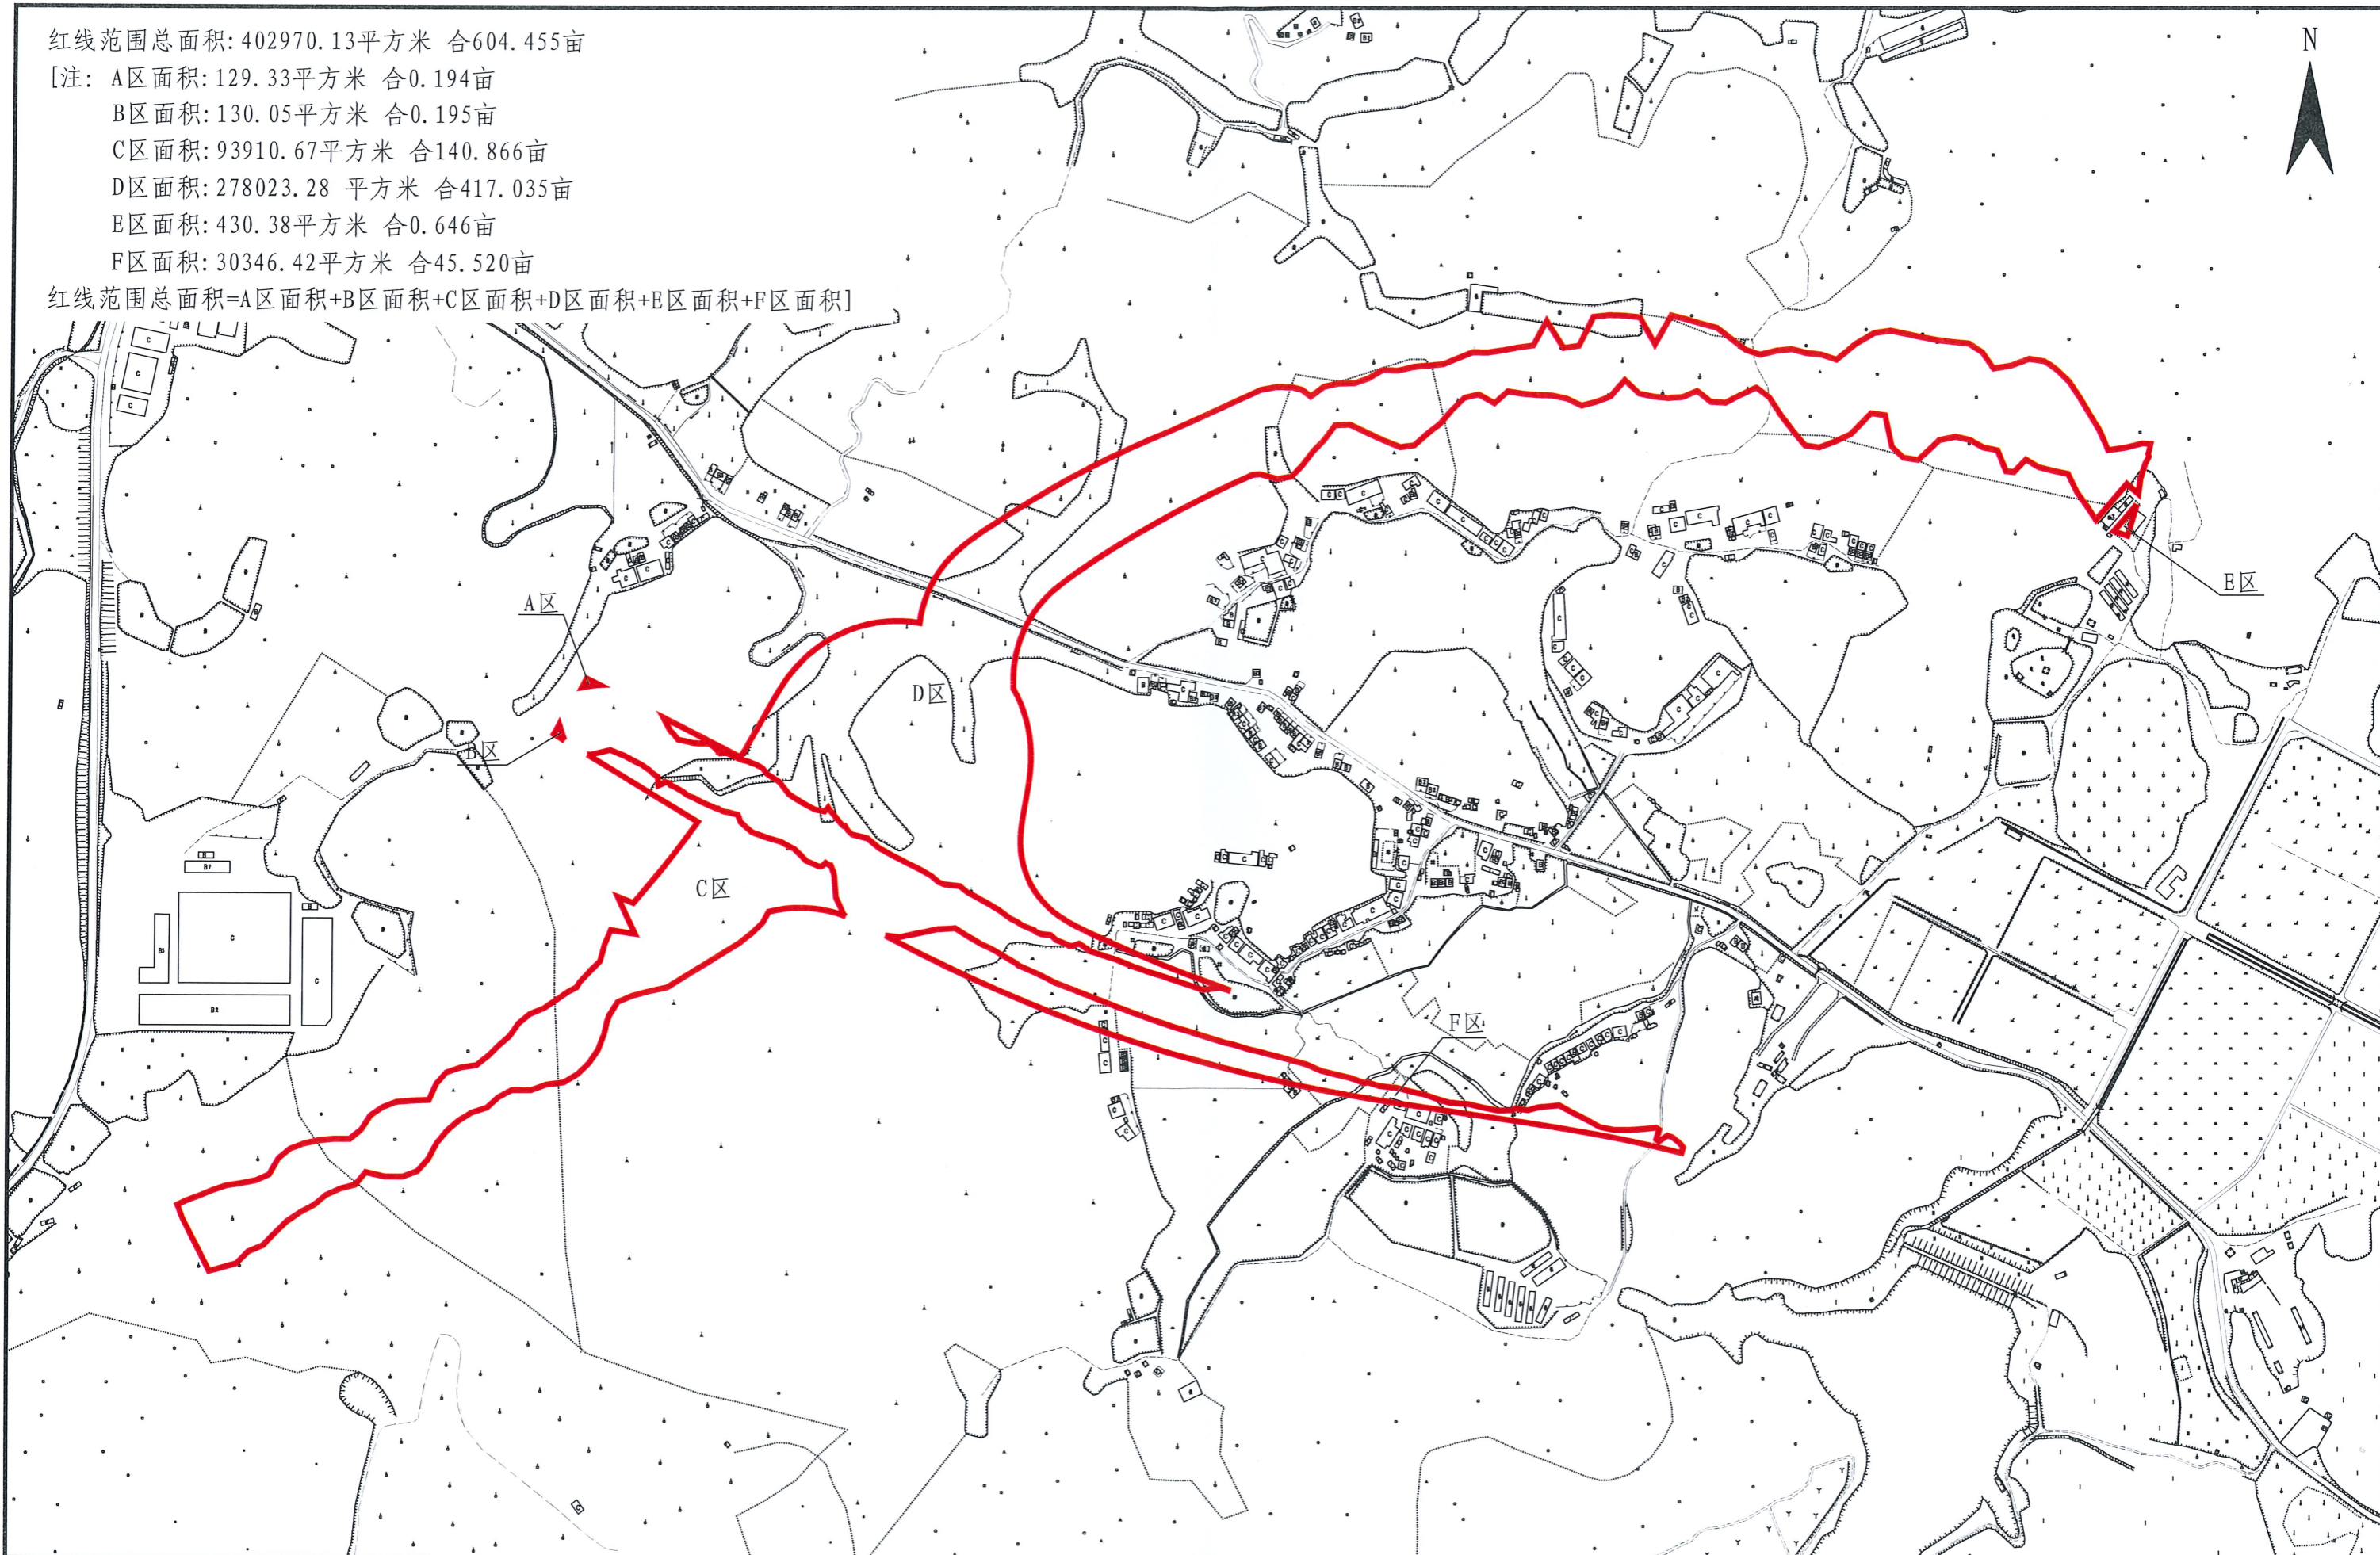 红线范围总面积:402970.13平方米 合604.455亩
[注: A区面积:129.33平方米 合0.194亩
B区面积:130.05平方米 合0.195亩
C区面积:93910.67平方米 合140.866亩
D区面积:278023.28 平方米 合417.035亩
E区面积:430.38平方米 合0.646亩
F区面积:30346.42平方米 合45.520亩
红线范围总面积=A区面积+B区面积+C区面积+D区面积+E区面积+F区面积]
N
A区
E区
D区
B区
C区
F区